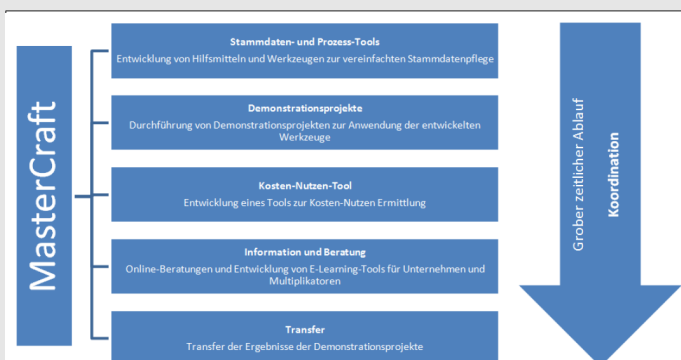 MasterCraft
Stammdaten- und Prozess-Tools
Entwicklung von Hilfsmitteln und Werkzeugen zur vereinfachten Stammdatenpflege
Demonstrationsprojekte
Durchführung von Demonstrationsprojekten zur Anwendung der entwickelten
Werkzeuge
Kosten-Nutzen-Tool
Entwicklung eines Tools zur Kosten-Nutzen Ermittlung
Information und Beratung
Online-Beratungen und Entwicklung von E-Learning-Tools für Unternehmen und
Multiplikatoren
Transfer
Transfer der Ergebnisse der Demonstrationsprojekte
Grober zeitlicher Ablauf
Koordination